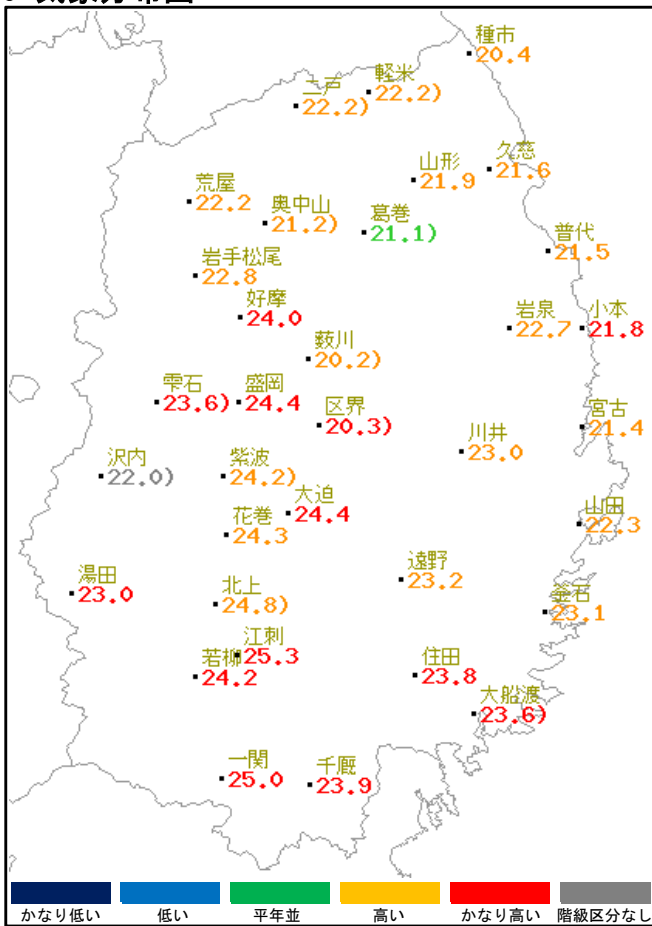 種市
20.4
軽米
22.2)
二戸
22.2)
久慈
21.6
山形
21.9
荒屋
22.2
奥中山
21.2)
葛巻
21.1)
普代
21.5
岩手松尾
22.8
好摩
24.0
岩泉
22.7
小本
21.8
薮川
20.2)
雫石
23.6)
盛岡
24.4
区界
20.3)
宮古
21.4
川井
23.0
沢内
22.0)
紫波
24.2)
大迫
24.4
花巻
24.3
山田
22.3
湯田
23.0
遠野
23.2
北上
24.8)
釜石
23.1
江刺
25.3
若柳
24.2
住田
23.8
大船渡
23.6)
一関
25.0
千厩
23.9
かなり低い 低い 平年並 高い かなり高い 階級区分なし